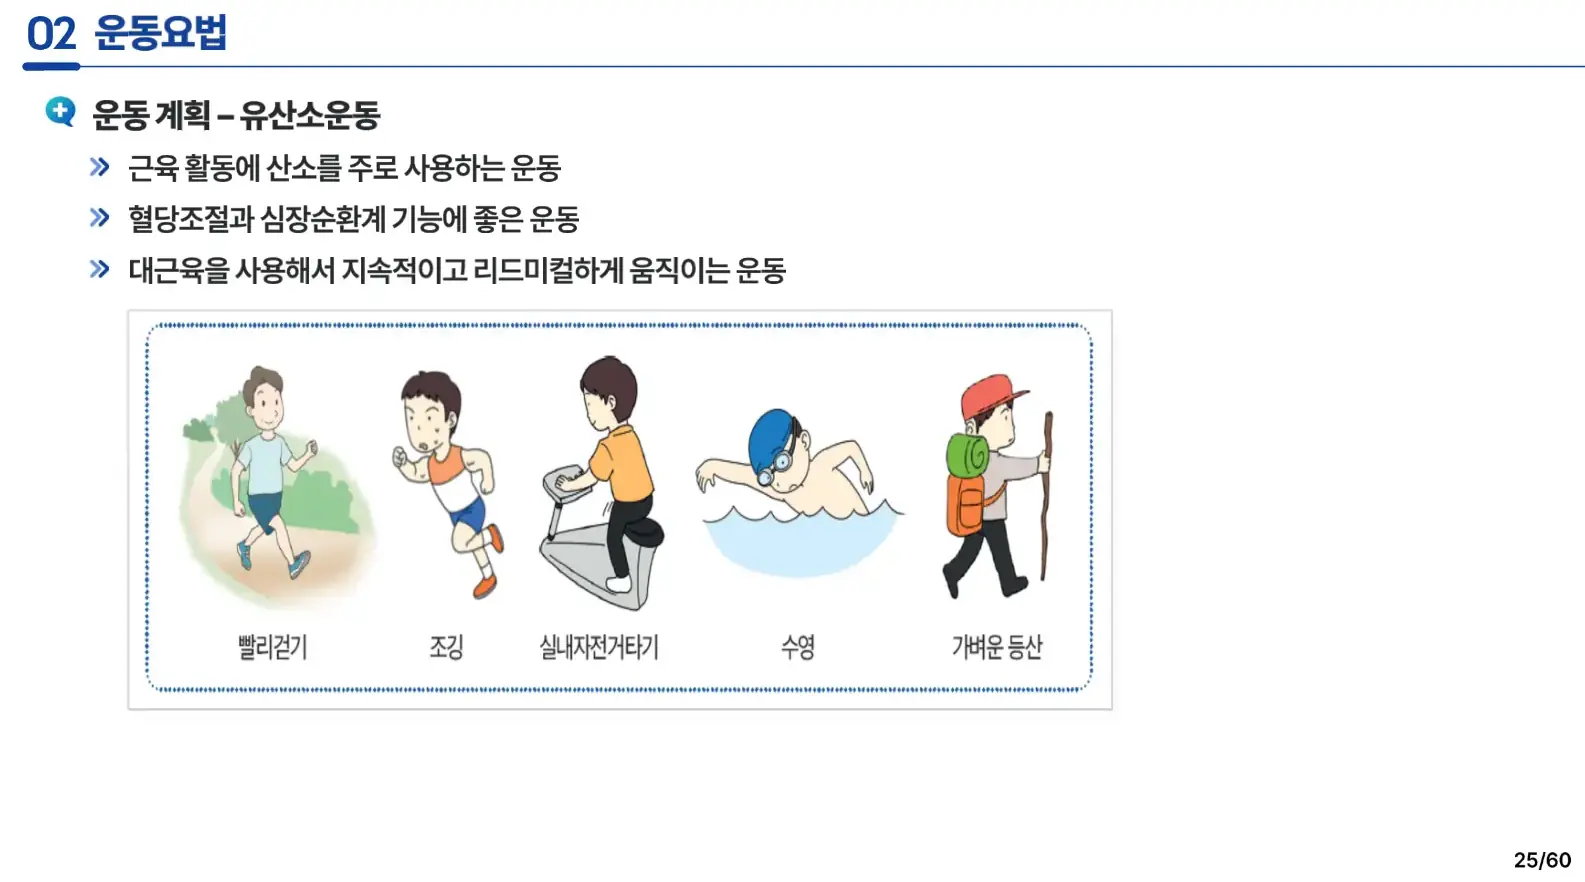 02 운동요법
운동 계획 – 유산소운동
근육 활동에 산소를 주로 사용하는 운동
혈당조절과 심장순환계 기능에 좋은 운동
대근육을 사용해서 지속적이고 리드미컬하게 움직이는 운동
빨리걷기 조깅 실내자전거타기 수영 가벼운 등산
25/60